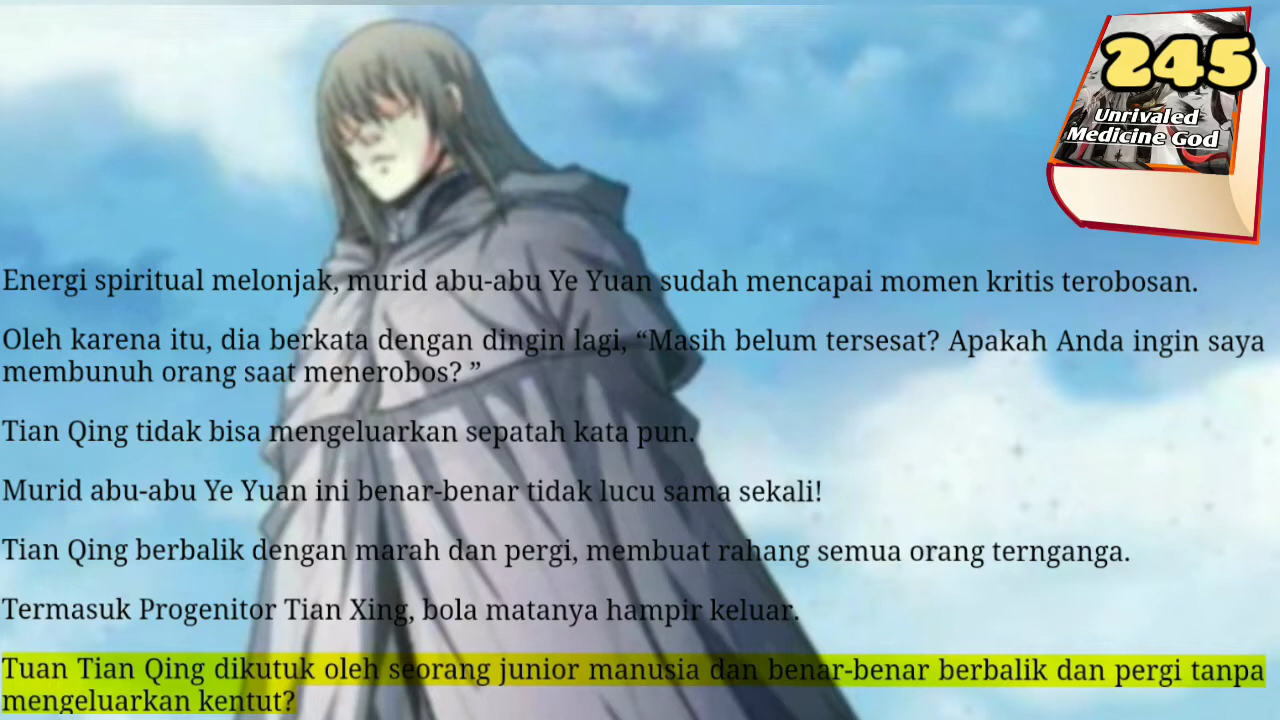 245
Unrivaled
Medicine God
Energi spiritual melonjak, murid abu-abu Ye Yuan sudah mencapai momen kritis terobosan.
Oleh karena itu, dia berkata dengan dingin lagi, “Masih belum tersesat? Apakah Anda ingin saya
membunuh orang saat menerobos? ”
Tian Qing tidak bisa mengeluarkan sepatah kata pun.
Murid abu-abu Ye Yuan ini benar-benar tidak lucu sama sekali!
Tian Qing berbalik dengan marah dan pergi, membuat rahang semua orang ternganga.
Termasuk Progenitor Tian Xing, bola matanya hampir keluar.
Tuan Tian Qing dikutuk oleh seorang junior manusia dan benar-benar berbalik dan pergi tanpa
mengeluarkan kentut?